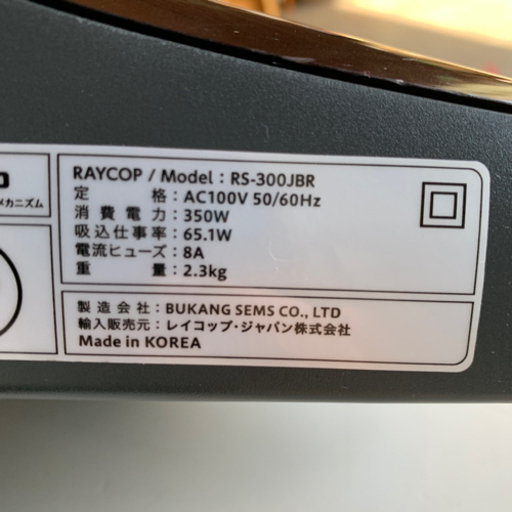 メカニズム
RAYCOP / Model : RS-300JBR
定 格 : AC100V 50/60Hz
消費電力 : 350W
吸込仕事率 : 65.1W
電流ヒューズ : 8A
重 量 : 2.3kg
製造会社 : BUKANG SEMS CO., LTD
輸入販売元 : レイコップ・ジャパン株式会社
Made in KOREA